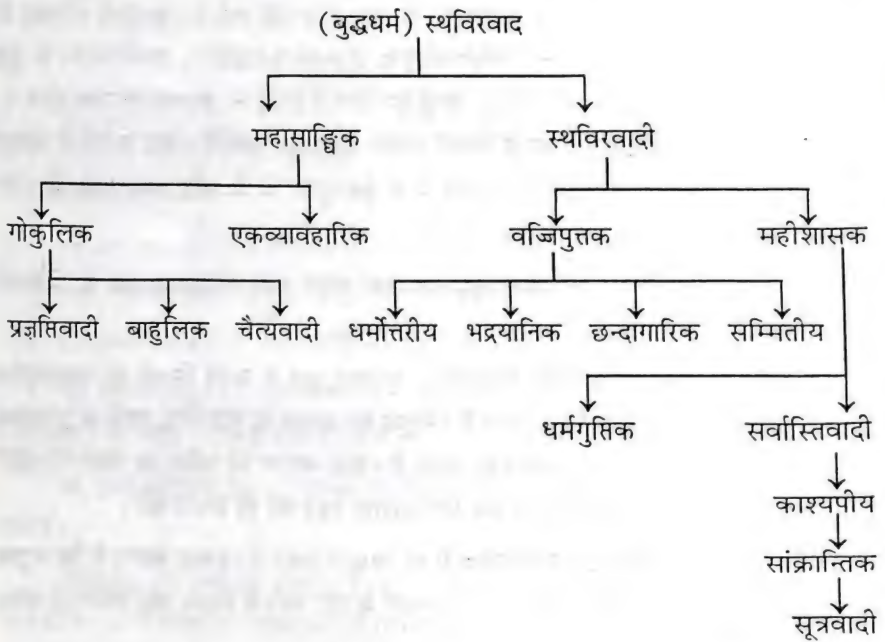 (बुद्धधर्म) स्थविरवाद
महासाङ्घिक स्थविरवादी
गोकुलिक एकव्यावहारिक वज्जिपुत्तक महीशासक
प्रज्ञप्तिवादी बाहुलिक चैत्यवादी धर्मोत्तरीय भद्रयानिक छन्दागारिक सम्मितीय
धर्मगुप्तिक सर्वास्तिवादी
काश्यपीय
सांक्रान्तिक
सूत्रवादी